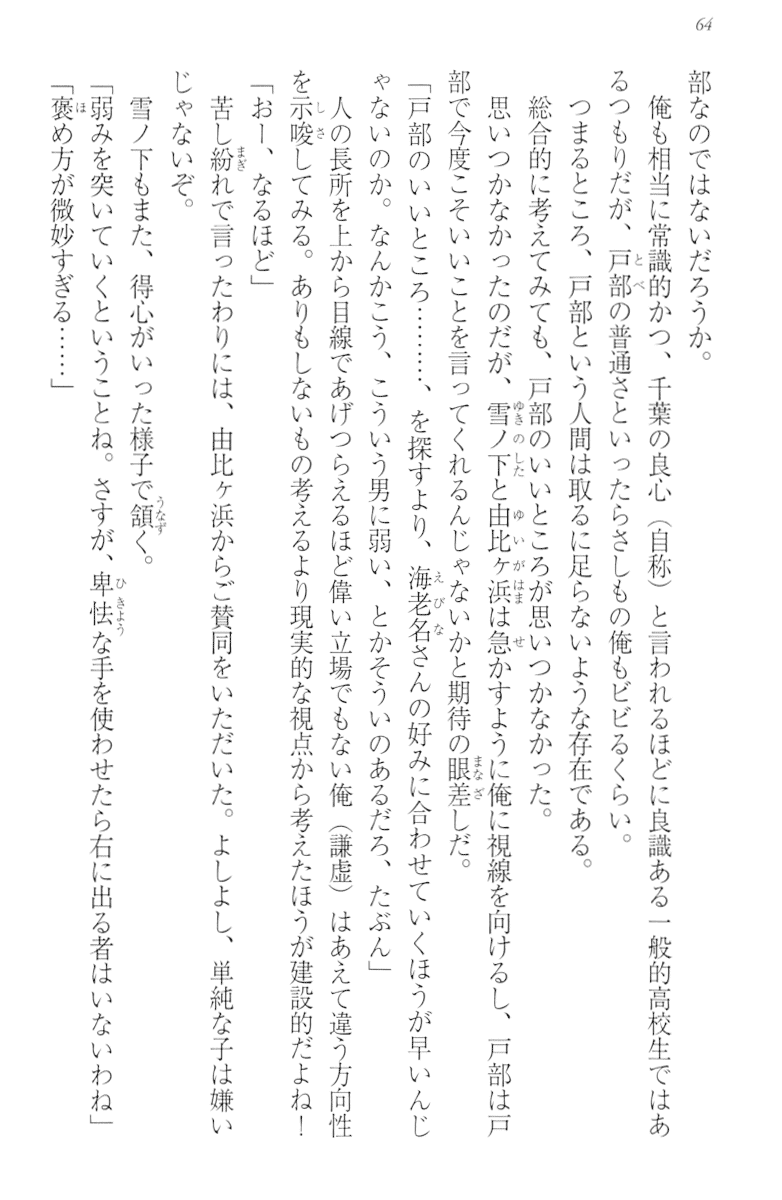 64
部なのではないだろうか。
俺も相当に常識的かつ、千葉の良心（自称）と言われるほどに良識ある一般的高校生ではあ
るつもりだが、戸部の普通さといったらさしもの俺もビビるくらい。
つまるところ、戸部という人間は取るに足らないような存在である。
総合的に考えてみても、戸部のいいところが思いつかなかった。
思いつかなかったのだが、雪ノ下と由比ヶ浜は急かすように俺に視線を向けるし、戸部は戸
部で今度こそいいことを言ってくれるんじゃないかと期待の眼差しだ。
「戸部のいいところ………、を探すより、海老名さんの好みに合わせていくほうが早いんじ
ゃないのか。なんかこう、こういう男に弱い、とかそういのあるだろ、たぶん」
人の長所を上から目線であげつらえるほど偉い立場でもない俺（謙虚）はあえて違う方向性
を示唆してみる。ありもしないもの考えるより現実的な視点から考えたほうが建設的だよね！
「おー、なるほど」
苦し紛れで言ったわりには、由比ヶ浜からご賛同をいただいた。よしよし、単純な子は嫌い
じゃないぞ。
雪ノ下もまた、得心がいった様子で頷く。
「弱みを突いていくということね。さすが、卑怯な手を使わせたら右に出る者はいないわね」
「褒め方が微妙すぎる……」